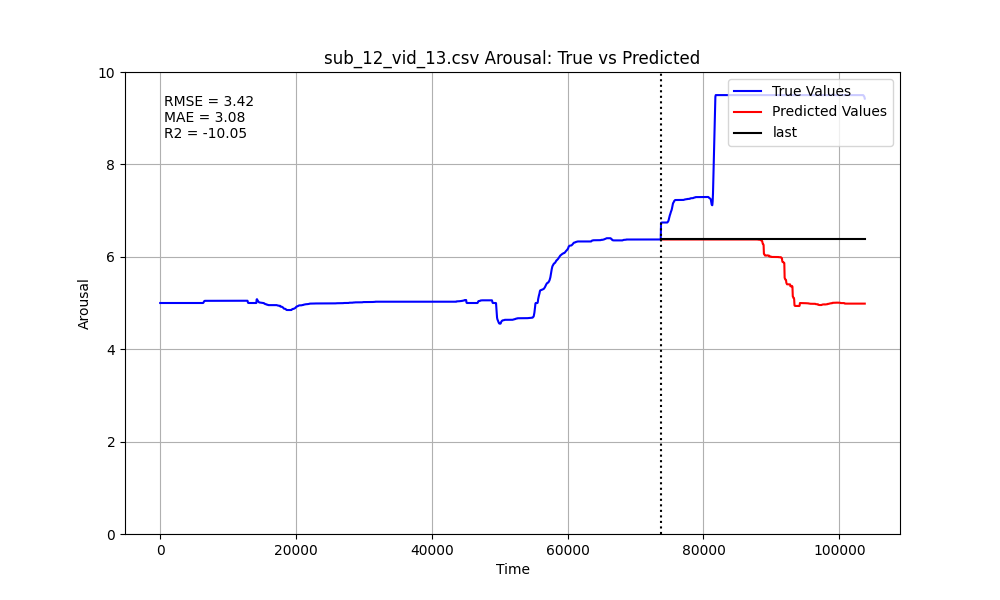 sub_12_vid_13.csv Arousal: True vs Predicted
RMSE = 3.42
MAE = 3.08
R2 = -10.05
True Values
Predicted Values
last
Arousal
10
8
6
4
2
0
0 20000 40000 60000 80000 100000
Time